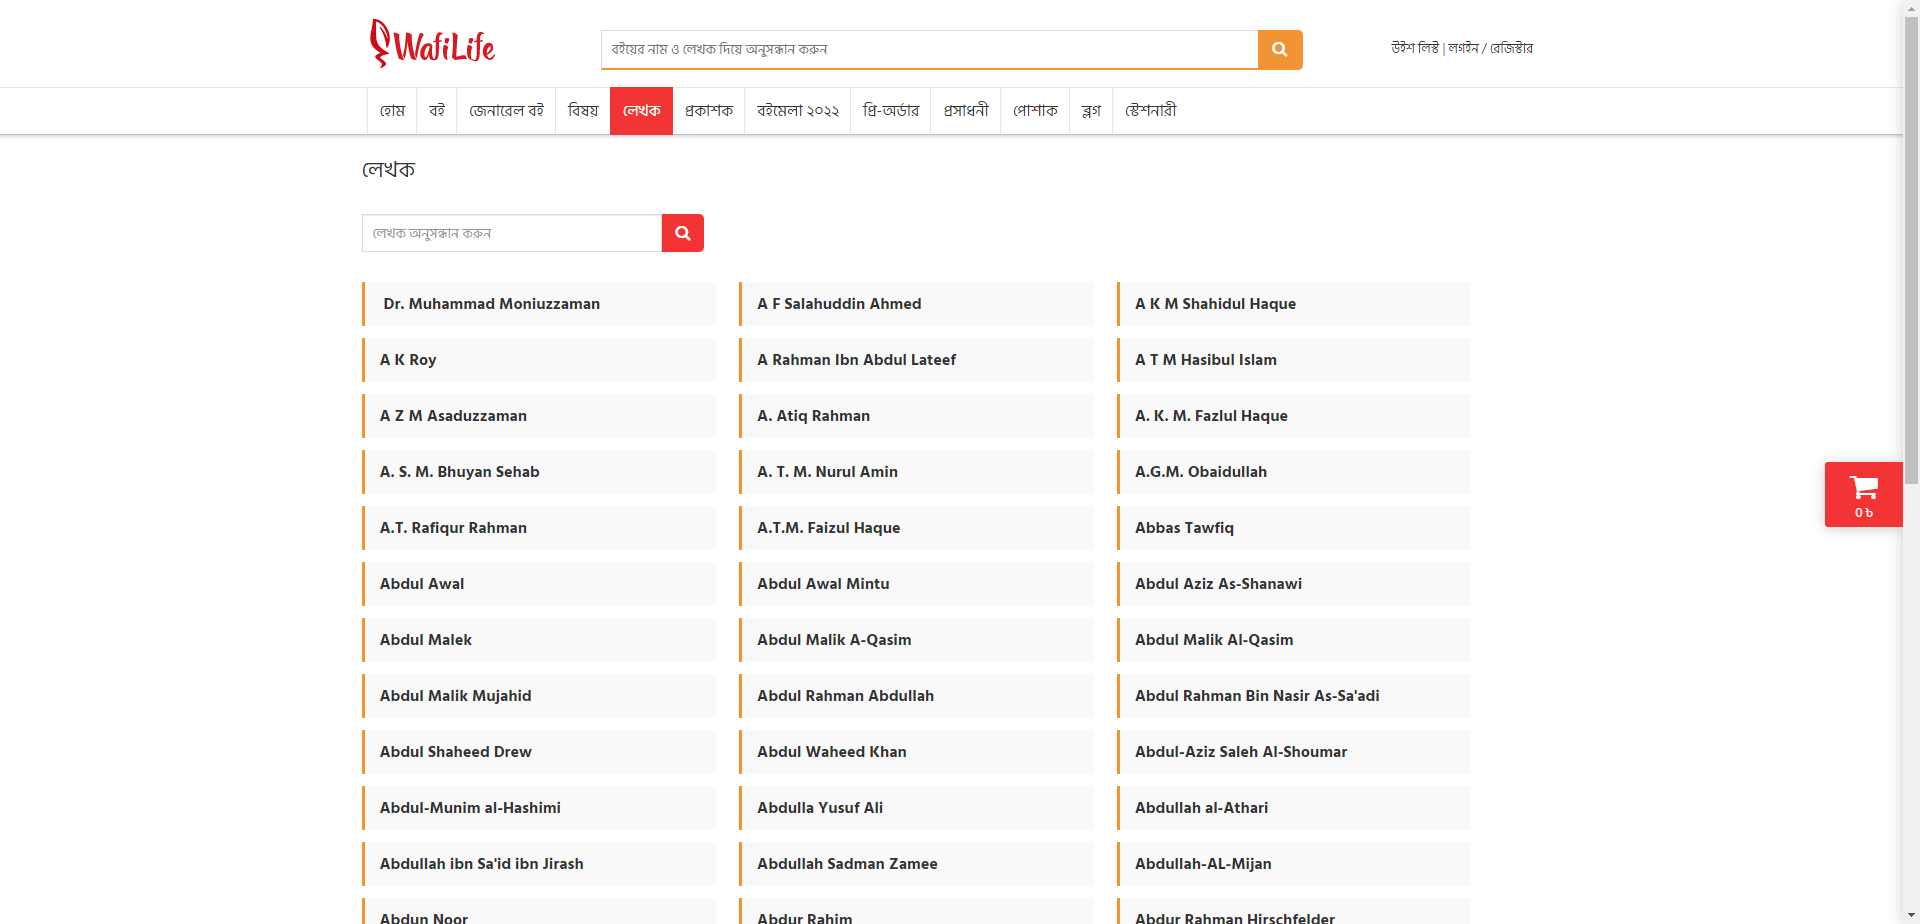 WafiLife
বইয়ের নাম ও লেখক দিয়ে অনুসন্ধান করুন
উইশ লিস্ট | লগইন / রেজিস্টার
হোম বই জেনারেল বই বিষয় লেখক প্রকাশক বইমেলা ২০২২ প্রি-অর্ডার প্রসাধনী পোশাক ব্লগ স্টেশনারী
লেখক
লেখক অনুসন্ধান করুন
Dr. Muhammad Moniuzzaman A F Salahuddin Ahmed A K M Shahidul Haque
A K Roy A Rahman Ibn Abdul Lateef A T M Hasibul Islam
A Z M Asaduzzaman A. Atiq Rahman A. K. M. Fazlul Haque
A. S. M. Bhuyan Sehab A. T. M. Nurul Amin A.G.M. Obaidullah
0 ৳
A.T. Rafiqur Rahman A.T.M. Faizul Haque Abbas Tawfiq
Abdul Awal Abdul Awal Mintu Abdul Aziz As-Shanawi
Abdul Malek Abdul Malik A-Qasim Abdul Malik Al-Qasim
Abdul Malik Mujahid Abdul Rahman Abdullah Abdul Rahman Bin Nasir As-Sa'adi
Abdul Shaheed Drew Abdul Waheed Khan Abdul-Aziz Saleh Al-Shoumar
Abdul-Munim al-Hashimi Abdulla Yusuf Ali Abdullah al-Athari
Abdullah ibn Sa'id ibn Jirash Abdullah Sadman Zamee Abdullah-AL-Mijan
Abdun Noor Abdur Rahim Abdur Rahman Hirschfelder